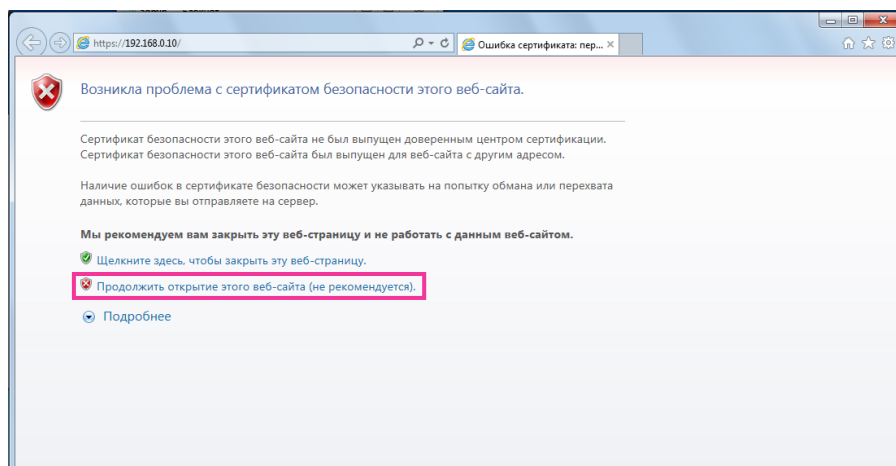 https://192.168.0.10/
Ошибка сертификата: пер...
Возникла проблема с сертификатом безопасности этого веб-сайта.
Сертификат безопасности этого веб-сайта не был выпущен доверенным центром сертификации.
Сертификат безопасности этого веб-сайта был выпущен для веб-сайта с другим адресом.
Наличие ошибок в сертификате безопасности может указывать на попытку обмана или перехвата
данных, которые вы отправляете на сервер.
Мы рекомендуем вам закрыть эту веб-страницу и не работать с данным веб-сайтом.
Щелкните здесь, чтобы закрыть эту веб-страницу.
Продолжить открытие этого веб-сайта (не рекомендуется).
Подробнее